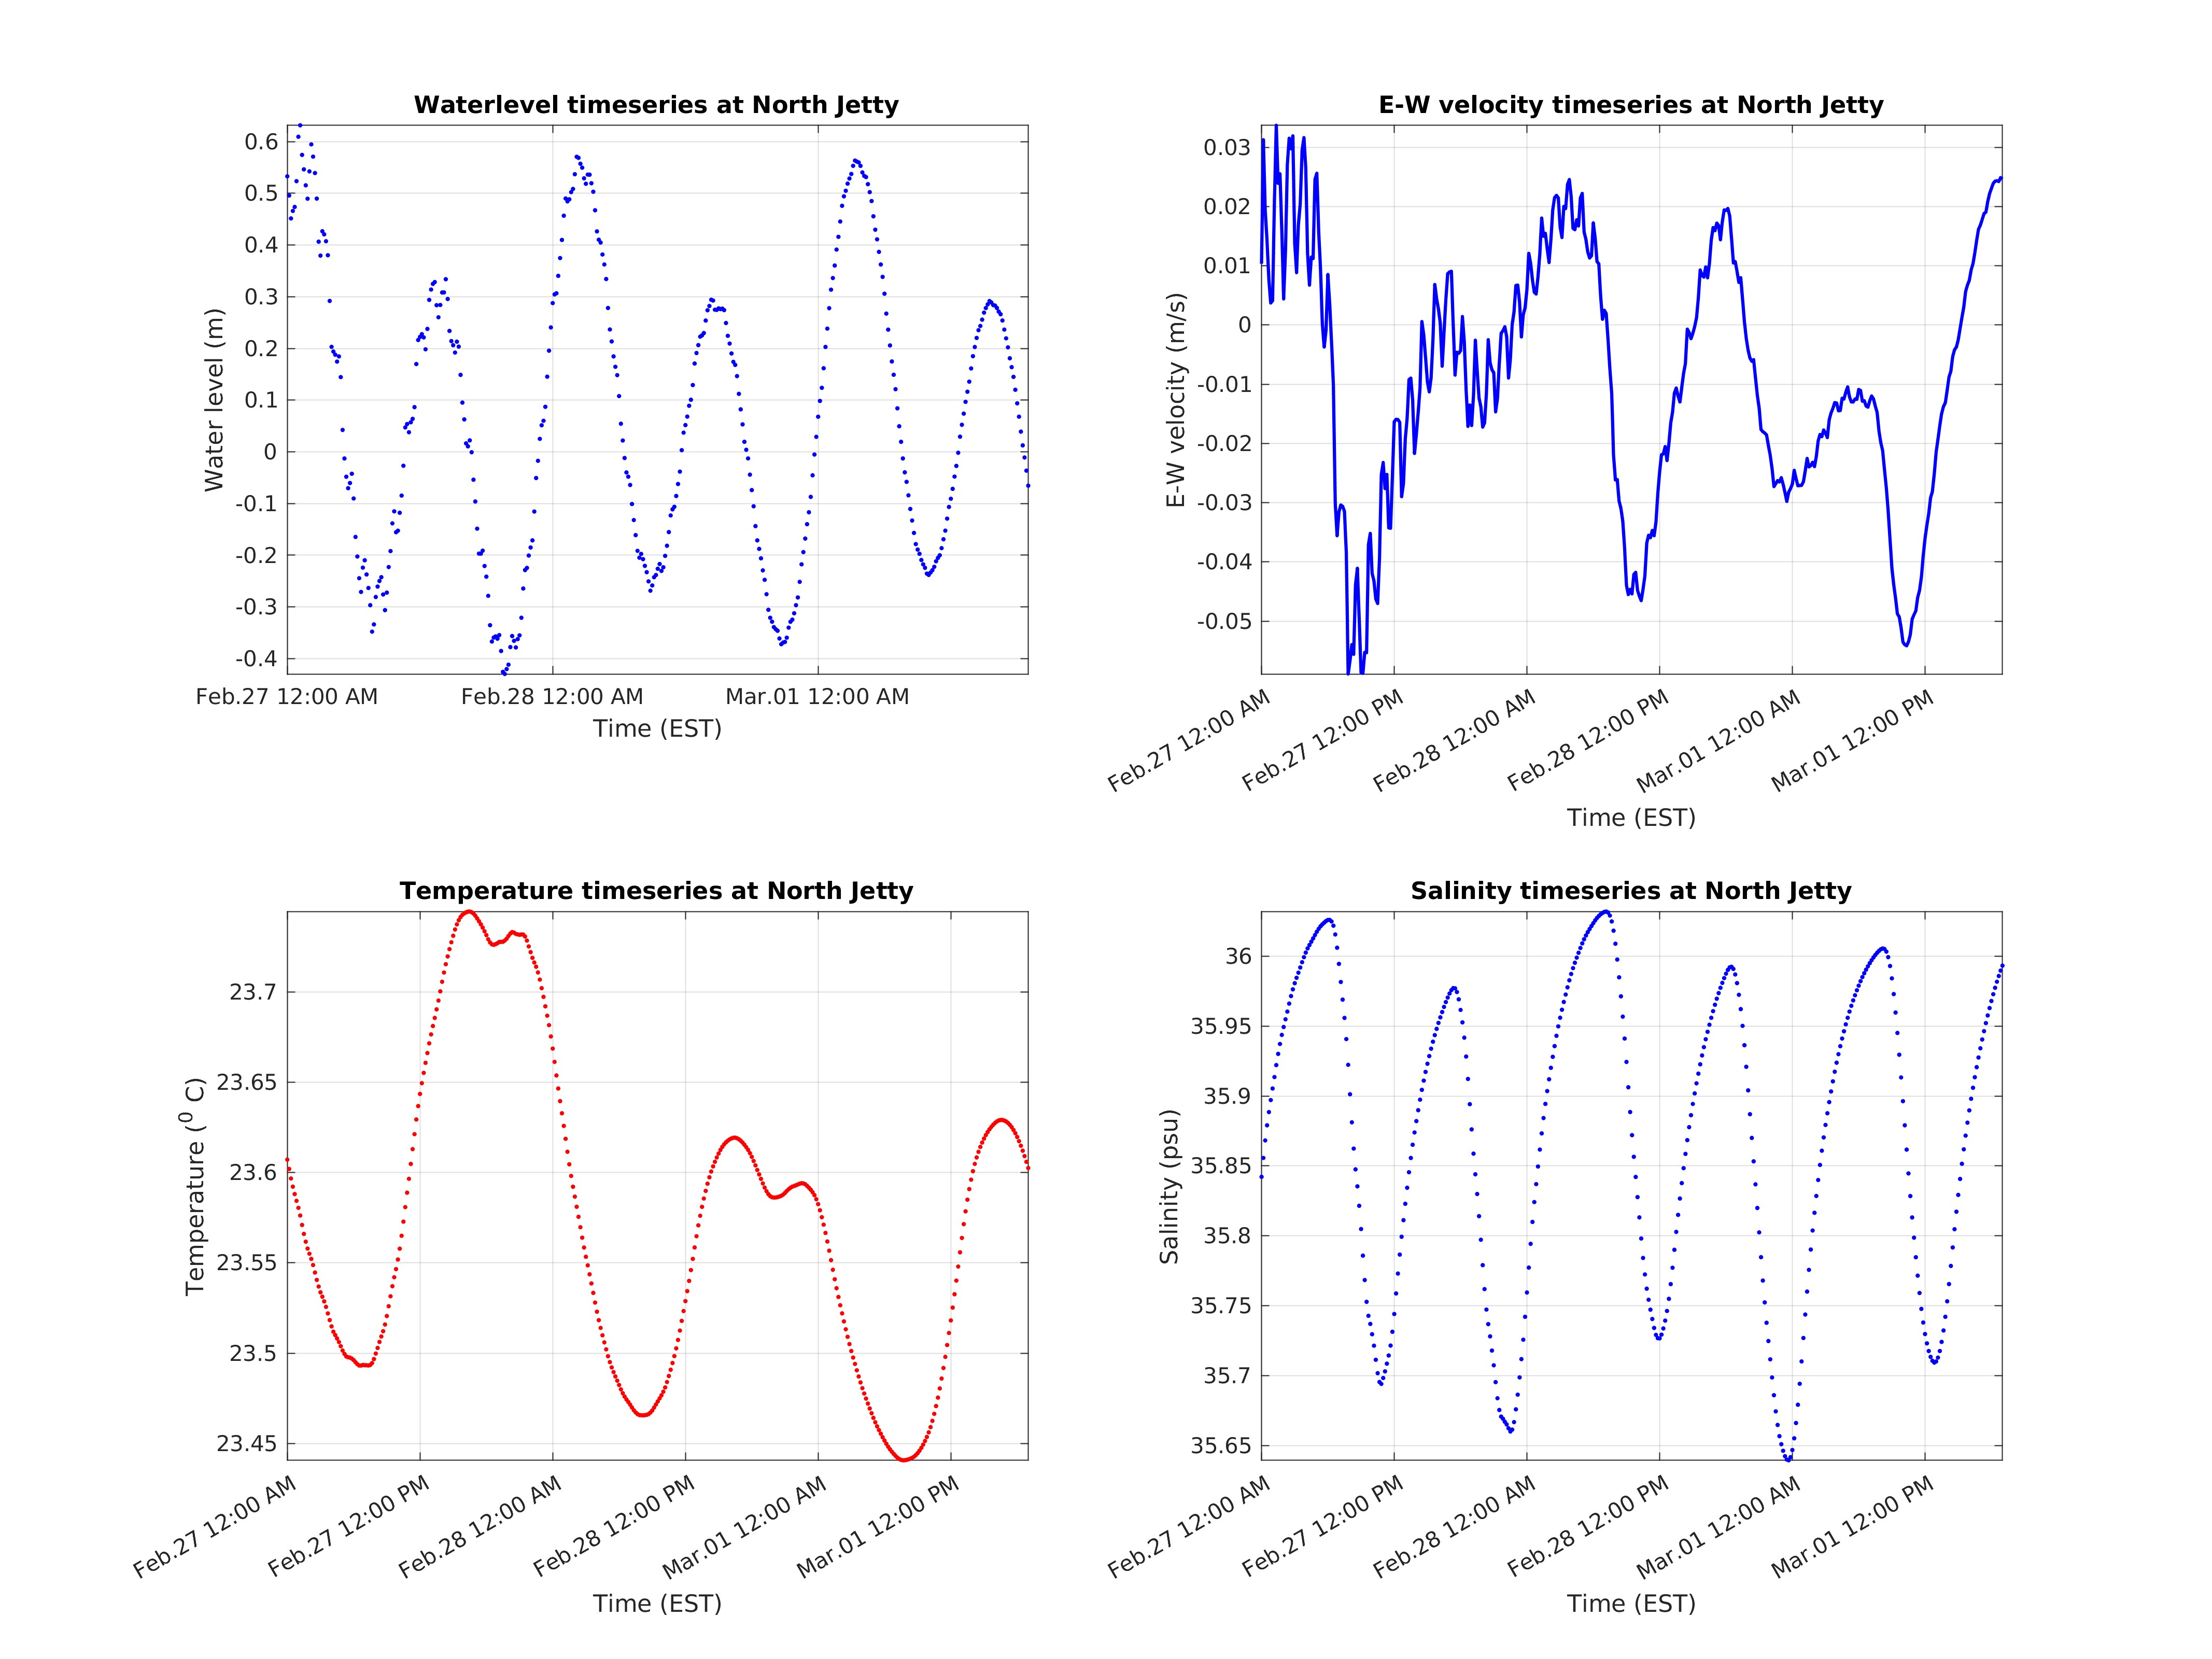 Waterlevel timeseries at North Jetty
0.6
0.5
0.4
0.3
0.2
0.1
0
-0.1
-0.2
-0.3
-0.4
Water level (m)
Feb.27 12:00 AM
Feb.28 12:00 AM
Mar.01 12:00 AM
Time (EST)
E-W velocity timeseries at North Jetty
0.03
0.02
0.01
0
-0.01
-0.02
-0.03
-0.04
-0.05
E-W velocity (m/s)
Feb.27 12:00 AM
Feb.27 12:00 PM
Feb.28 12:00 AM
Feb.28 12:00 PM
Mar.01 12:00 AM
Mar.01 12:00 PM
Time (EST)
Temperature timeseries at North Jetty
23.7
23.65
23.6
23.55
23.5
23.45
Temperature (⁰ C)
Feb.27 12:00 AM
Feb.27 12:00 PM
Feb.28 12:00 AM
Feb.28 12:00 PM
Mar.01 12:00 AM
Mar.01 12:00 PM
Time (EST)
Salinity timeseries at North Jetty
36
35.95
35.9
35.85
35.8
35.75
35.7
35.65
Salinity (psu)
Feb.27 12:00 AM
Feb.27 12:00 PM
Feb.28 12:00 AM
Feb.28 12:00 PM
Mar.01 12:00 AM
Mar.01 12:00 PM
Time (EST)